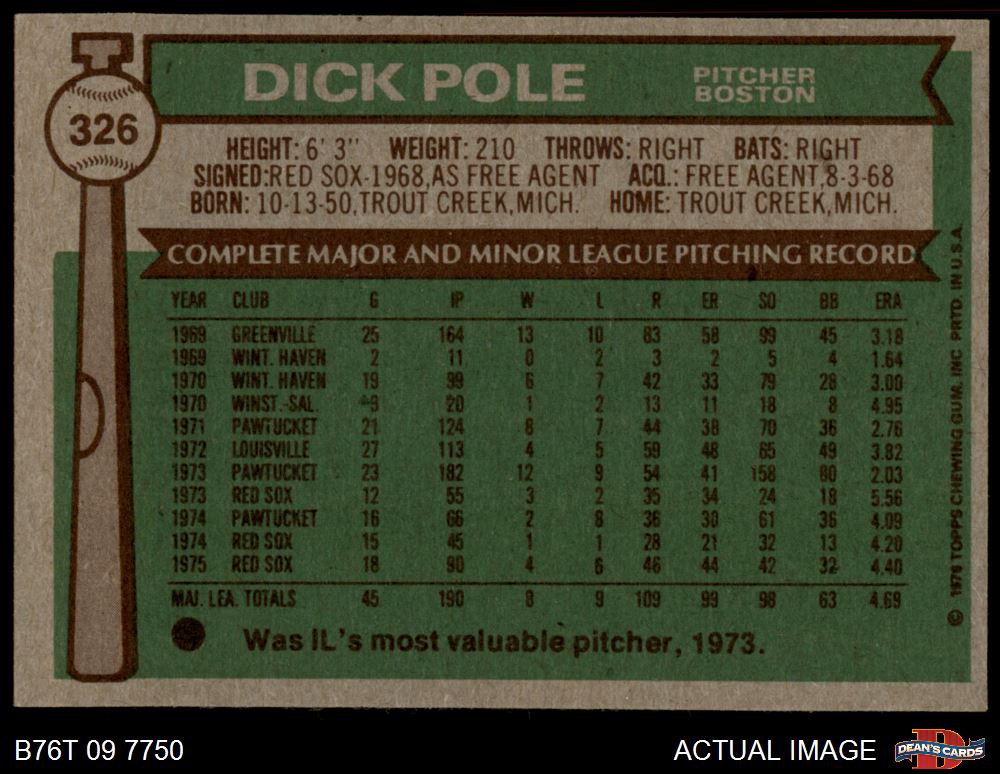 DICK POLE
PITCHER
BOSTON
326
HEIGHT: 6' 3" WEIGHT: 210 THROWS: RIGHT BATS: RIGHT
SIGNED:RED SOX-1968,AS FREE AGENT ACQ.: FREE AGENT,8-3-68
BORN: 10-13-50,TROUT CREEK,MICH. HOME: TROUT CREEK,MICH.
COMPLETE MAJOR AND MINOR LEAGUE PITCHING RECORD
YEAR CLUB G IP W L R ER SO BB ERA
1969 GREENVILLE 25 164 13 10 83 58 99 45 3.18
1969 WINT. HAVEN 2 11 0 2 3 2 5 4 1.64
1970 WINT. HAVEN 19 99 6 7 42 33 79 28 3.00
1970 WINST.-SAL. 9 20 1 2 13 11 18 8 4.95
1971 PAWTUCKET 21 124 8 7 44 38 70 36 2.76
1972 LOUISVILLE 27 113 4 5 59 48 65 49 3.82
1973 PAWTUCKET 23 182 12 9 54 41 158 60 2.03
1973 RED SOX 12 55 3 2 35 34 24 18 5.56
1974 PAWTUCKET 16 66 2 8 36 30 61 36 4.09
1974 RED SOX 15 45 1 1 28 21 32 13 4.20
1975 RED SOX 18 90 4 6 46 44 42 32 4.40
MAJ. LEA. TOTALS 45 190 8 9 109 99 98 63 4.69
Was IL's most valuable pitcher, 1973.
© 1976 TOPPS CHEWING GUM, INC PRTD. IN U.S.A.
B76T 09 7750
ACTUAL IMAGE
DEAN'S CARDS